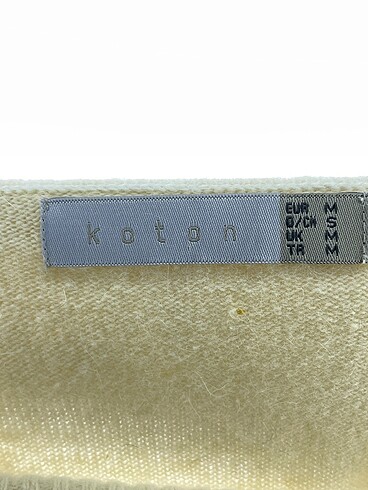 koton
EUR M
O/CH S
UK M
TR M